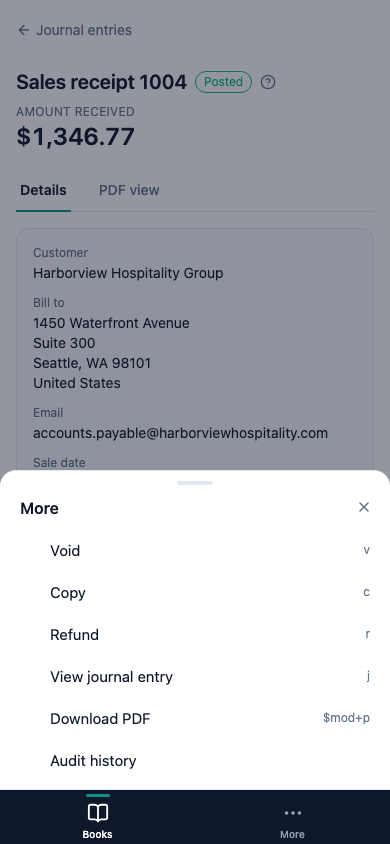 Journal entries
Sales receipt 1004 Posted
AMOUNT RECEIVED
$1,346.77
Details PDF view
Customer
Harborview Hospitality Group
Bill to
1450 Waterfront Avenue
Suite 300
Seattle, WA 98101
United States
Email
accounts.payable@harborviewhospitality.com
Sale date
More
Void v
Copy c
Refund r
View journal entry j
Download PDF $mod+p
Audit history
Books More